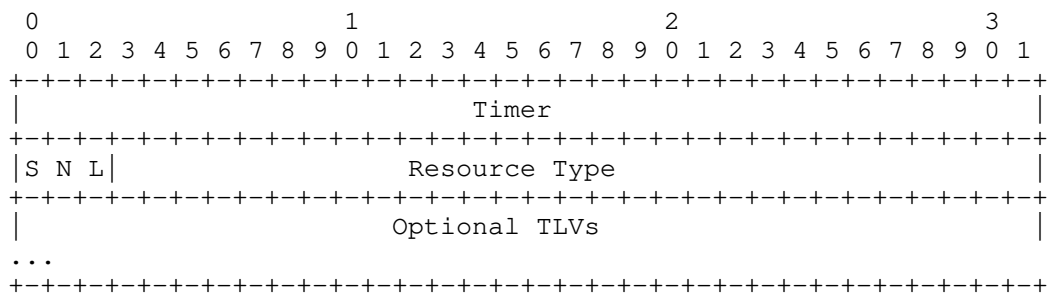 0                   1                   2                   3
 0 1 2 3 4 5 6 7 8 9 0 1 2 3 4 5 6 7 8 9 0 1 2 3 4 5 6 7 8 9 0 1
+-+-+-+-+-+-+-+-+-+-+-+-+-+-+-+-+-+-+-+-+-+-+-+-+-+-+-+-+-+-+-+-+
|                            Timer                              |
+-+-+-+-+-+-+-+-+-+-+-+-+-+-+-+-+-+-+-+-+-+-+-+-+-+-+-+-+-+-+-+-+
|S N L|                  Resource Type                          |
+-+-+-+-+-+-+-+-+-+-+-+-+-+-+-+-+-+-+-+-+-+-+-+-+-+-+-+-+-+-+-+-+
|                       Optional TLVs                           |
...
+-+-+-+-+-+-+-+-+-+-+-+-+-+-+-+-+-+-+-+-+-+-+-+-+-+-+-+-+-+-+-+-+